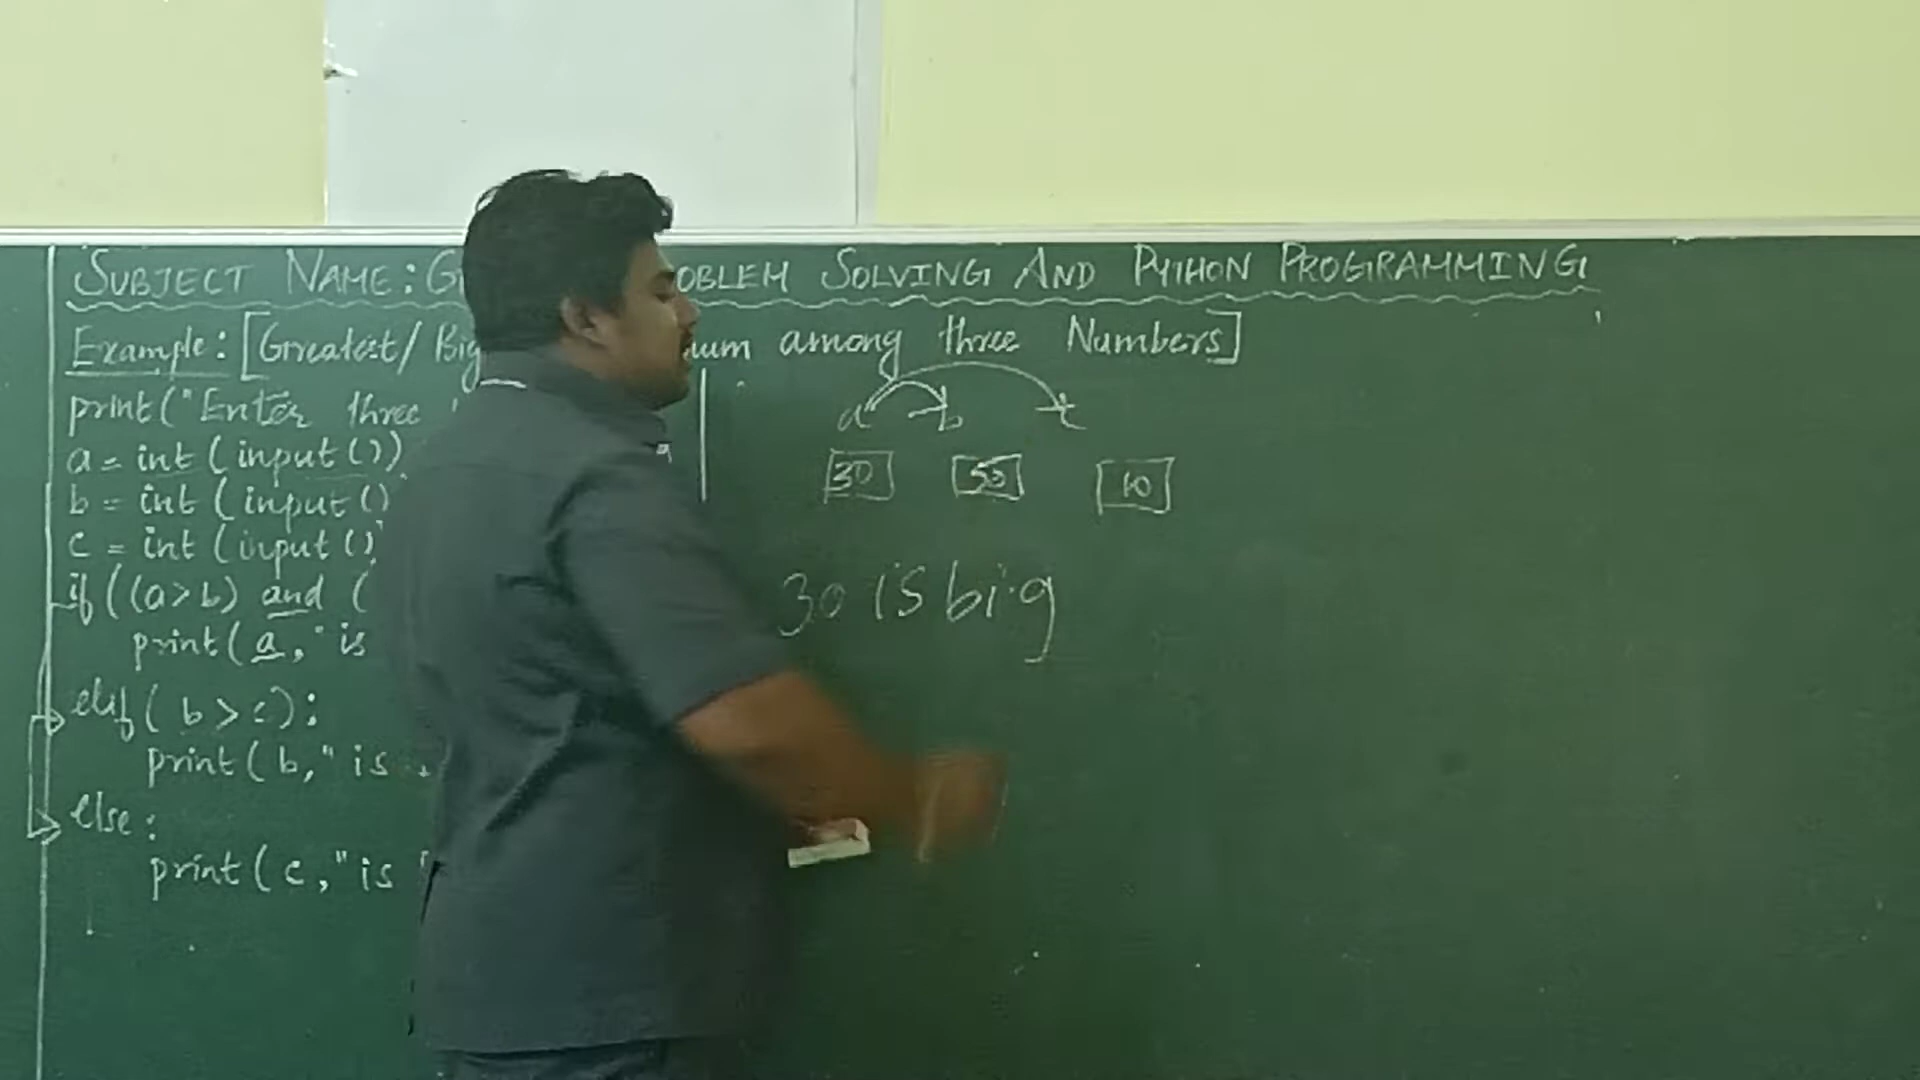 SUBJECT NAME: G OBLEM SOLVING AND PYTHON PROGRAMMING
Example: [Greatest/ Big um among three Numbers]
print("Enter three
a = int (input ())
b = int (input ()
c = int (input ()
if ((a>b) and (
print(a," is
elif( b > c):
print( b," is
else:
print( c,"is "
a b c
30 50 10
30 is big